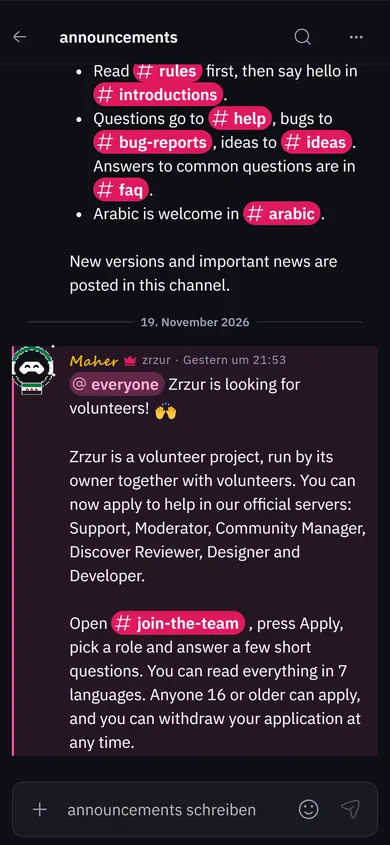 announcements
Read # rules first, then say hello in
# introductions.
Questions go to # help, bugs to
# bug-reports, ideas to # ideas.
Answers to common questions are in
# faq.
Arabic is welcome in # arabic.
New versions and important news are
posted in this channel.
19. November 2026
Maher zrzur · Gestern um 21:53
@everyone Zrzur is looking for
volunteers! 🙌
Zrzur is a volunteer project, run by its
owner together with volunteers. You can
now apply to help in our official servers:
Support, Moderator, Community Manager,
Discover Reviewer, Designer and
Developer.
Open # join-the-team , press Apply,
pick a role and answer a few short
questions. You can read everything in 7
languages. Anyone 16 or older can apply,
and you can withdraw your application at
any time.
announcements schreiben